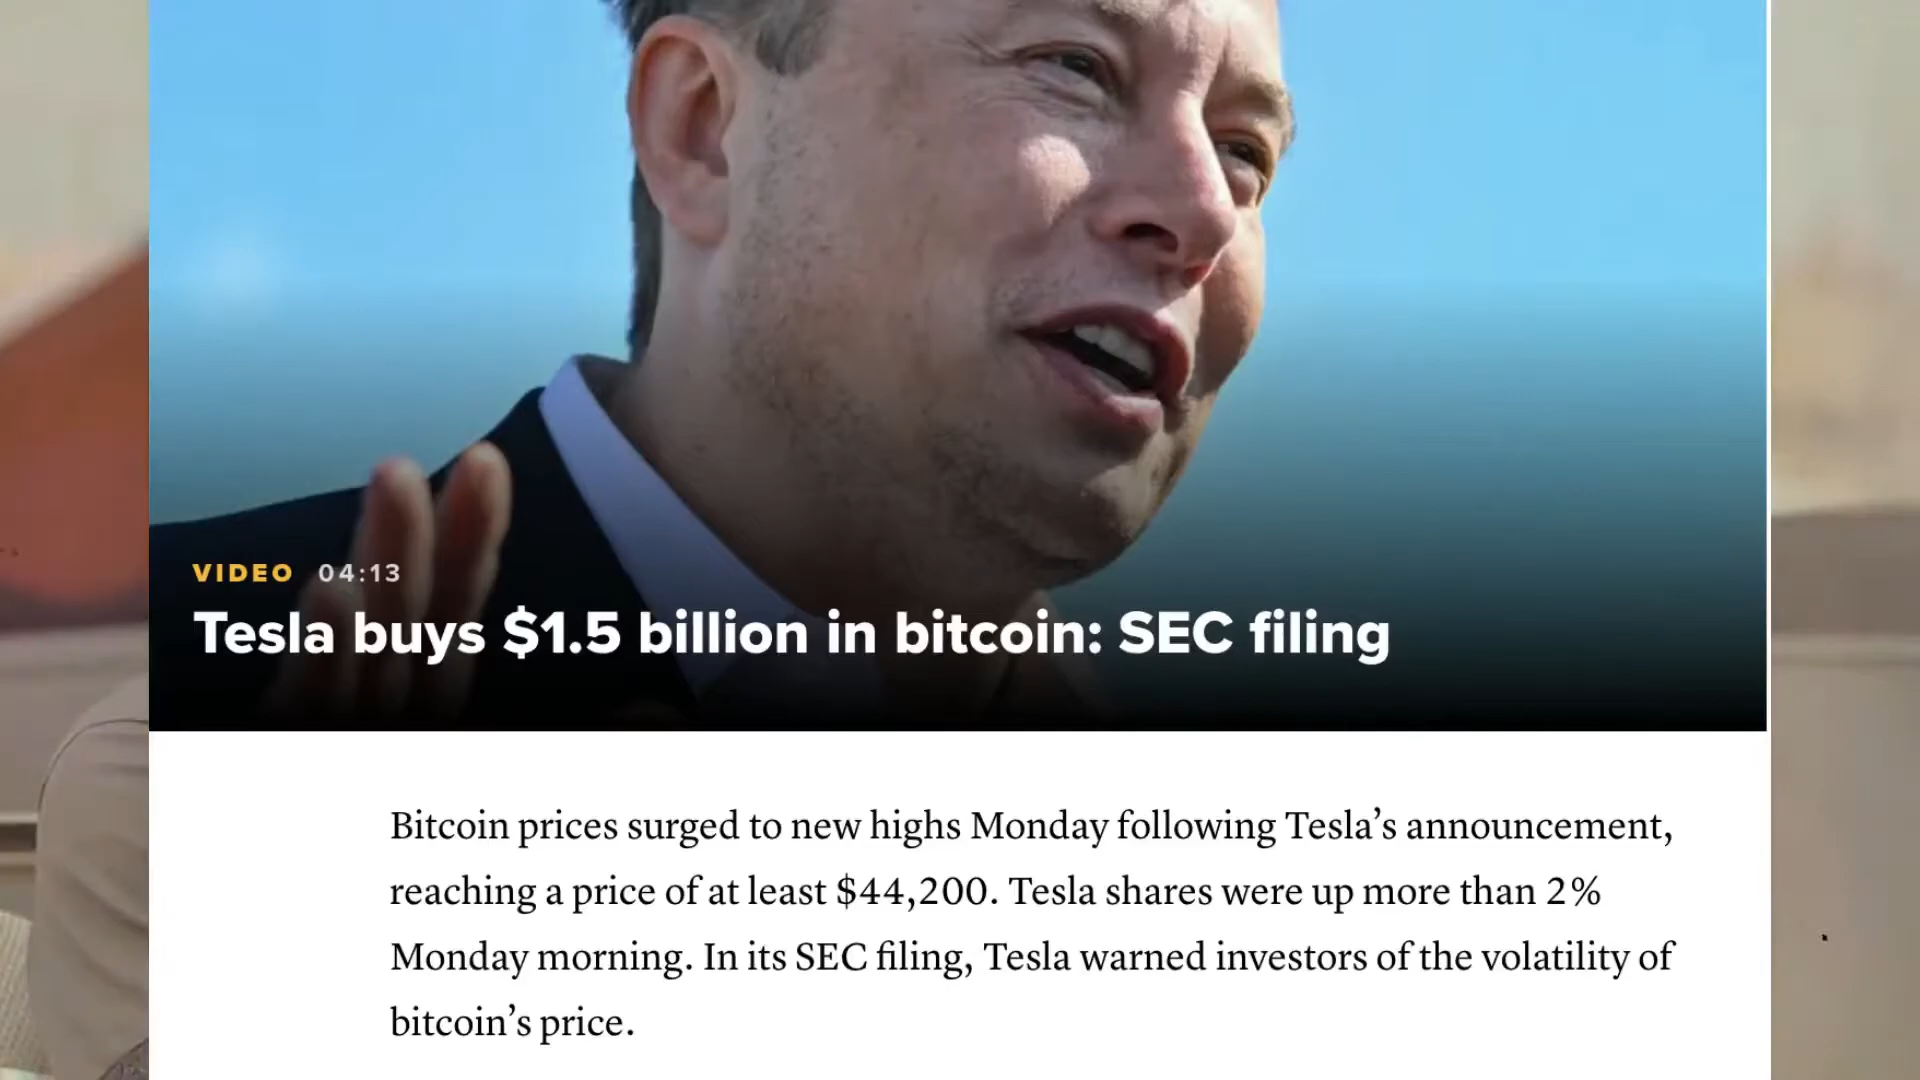 VIDEO 04:13
Tesla buys $1.5 billion in bitcoin: SEC filing
Bitcoin prices surged to new highs Monday following Tesla’s announcement,
reaching a price of at least $44,200. Tesla shares were up more than 2%
Monday morning. In its SEC filing, Tesla warned investors of the volatility of
bitcoin’s price.